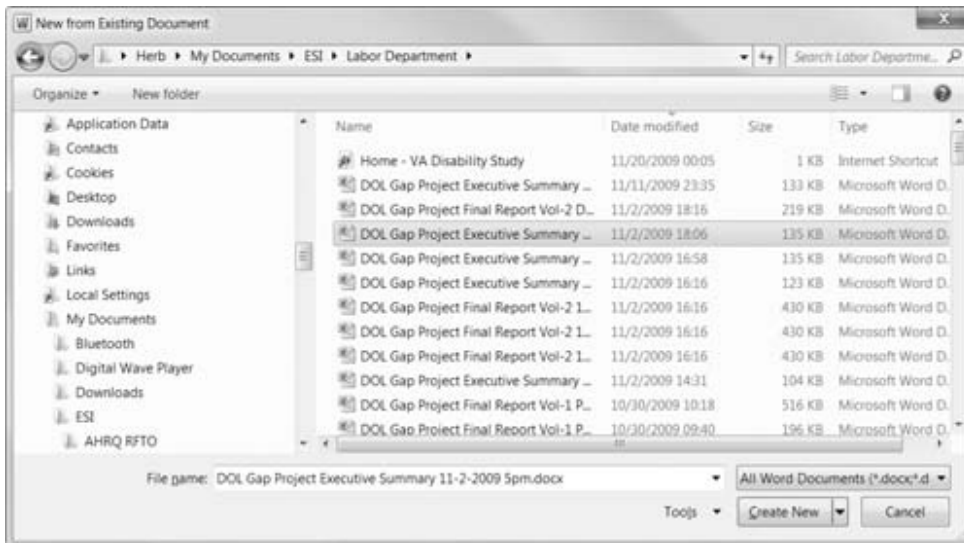 New from Existing Document
Herb ▸ My Documents ▸ ESI ▸ Labor Department ▸ Search Labor Departme...
Organize New folder
Application Data
Contacts
Cookies
Desktop
Downloads
Favorites
Links
Local Settings
My Documents
Bluetooth
Digital Wave Player
Downloads
ESI
AHRQ RFTO
Name Date modified Size Type
Home - VA Disability Study 11/20/2009 00:05 1 KB Internet Shortcut
DOL Gap Project Executive Summary ... 11/11/2009 23:35 133 KB Microsoft Word D.
DOL Gap Project Final Report Vol-2 D... 11/2/2009 18:16 219 KB Microsoft Word D.
DOL Gap Project Executive Summary ... 11/2/2009 18:06 135 KB Microsoft Word D.
DOL Gap Project Executive Summary ... 11/2/2009 16:58 135 KB Microsoft Word D.
DOL Gap Project Executive Summary ... 11/2/2009 16:16 123 KB Microsoft Word D.
DOL Gap Project Final Report Vol-2 1... 11/2/2009 16:16 430 KB Microsoft Word D.
DOL Gap Project Final Report Vol-2 1... 11/2/2009 16:16 430 KB Microsoft Word D.
DOL Gap Project Final Report Vol-2 1... 11/2/2009 16:16 430 KB Microsoft Word D.
DOL Gap Project Executive Summary ... 11/2/2009 14:31 104 KB Microsoft Word D.
DOL Gap Project Final Report Vol-1 P... 10/30/2009 10:18 516 KB Microsoft Word D.
DOL Gap Project Final Report Vol-1 P... 10/30/2009 09:40 196 KB Microsoft Word D.
File name: DOL Gap Project Executive Summary 11-2-2009 5pm.docx All Word Documents (*.docx;*.d
Tools Create New Cancel